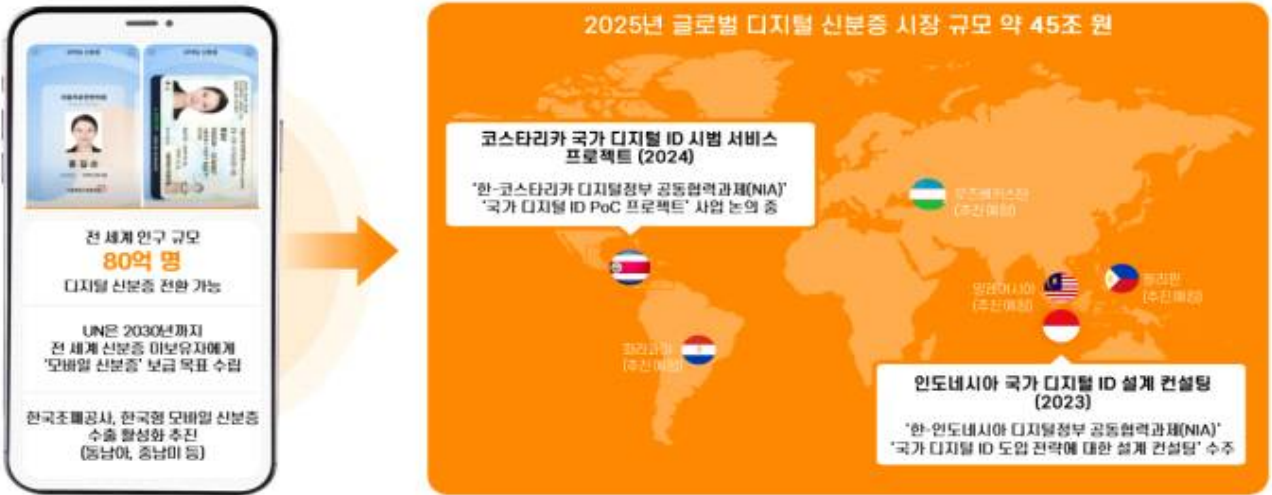 전 세계 인구 규모
80억 명
디지털 신분증 전환 가능
UN은 2030년까지
전 세계 신분증 미보유자에게
'모바일 신분증' 보급 목표 수립
한국조폐공사, 한국형 모바일 신분증
수출 활성화 추진
(동남아, 중남미 등)
2025년 글로벌 디지털 신분증 시장 규모 약 45조 원
코스타리카 국가 디지털 ID 시범 서비스
프로젝트 (2024)
'한-코스타리카 디지털정부 공동협력과제(NIA)'
'국가 디지털 ID PoC 프로젝트' 사업 논의 중
우즈베키스탄
(추진예정)
말레이시아
(추진예정)
필리핀
(추진예정)
파라과이
(추진예정)
인도네시아 국가 디지털 ID 설계 컨설팅
(2023)
'한-인도네시아 디지털정부 공동협력과제(NIA)'
'국가 디지털 ID 도입 전략에 대한 설계 컨설팅' 수주